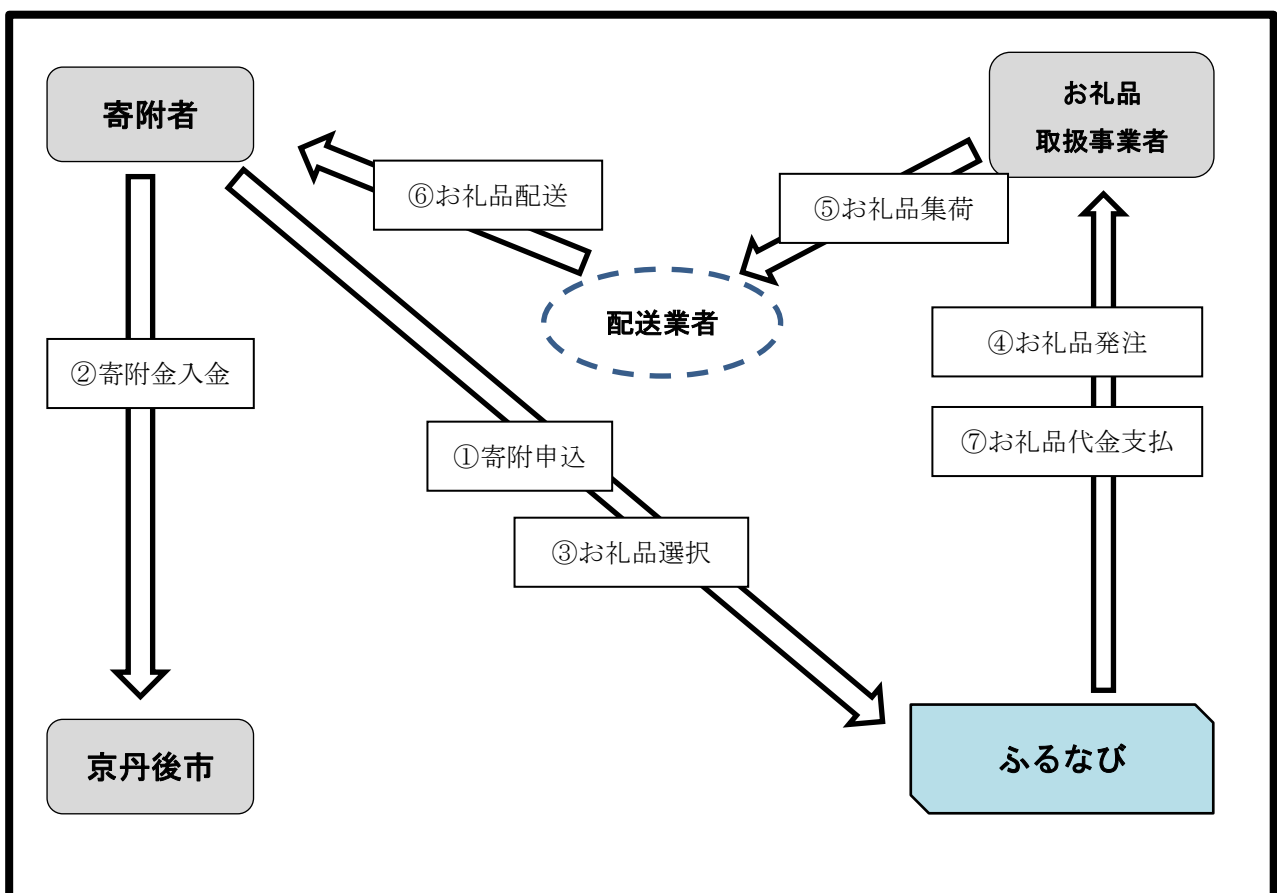 寄附者
お礼品
取扱事業者
⑥お礼品配送
⑤お礼品集荷
配送業者
④お礼品発注
②寄附金入金
⑦お礼品代金支払
①寄附申込
③お礼品選択
京丹後市
ふるなび